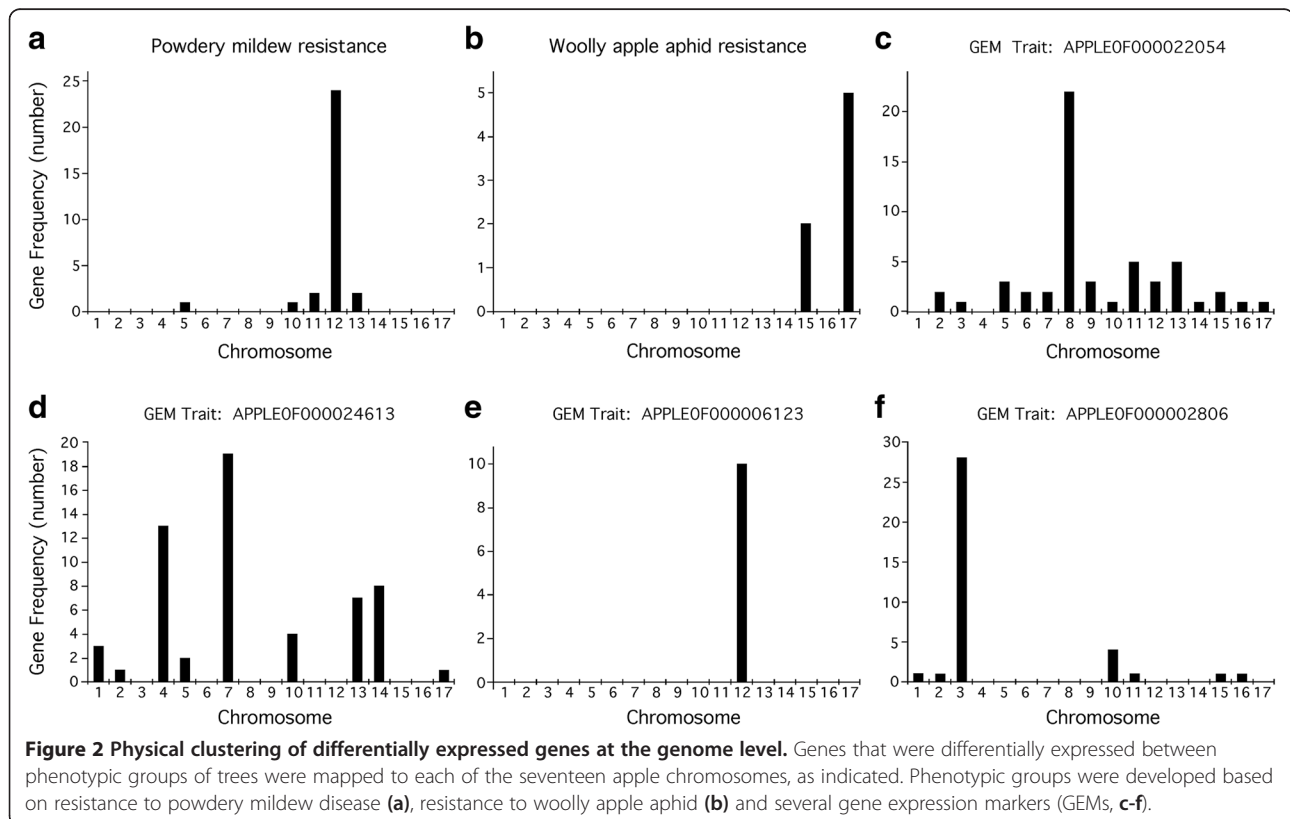 a Powdery mildew resistance
Gene Frequency (number)
25
20
15
10
5
0
1 2 3 4 5 6 7 8 9 10 11 12 13 14 15 16 17
Chromosome
b Woolly apple aphid resistance
5
4
3
2
1
0
1 2 3 4 5 6 7 8 9 10 11 12 13 14 15 16 17
Chromosome
c GEM Trait: APPLE0F000022054
20
15
10
5
0
1 2 3 4 5 6 7 8 9 10 11 12 13 14 15 16 17
Chromosome
d GEM Trait: APPLE0F000024613
Gene Frequency (number)
20
18
16
14
12
10
8
6
4
2
0
1 2 3 4 5 6 7 8 9 10 11 12 13 14 15 16 17
Chromosome
e GEM Trait: APPLE0F000006123
10
8
6
4
2
0
1 2 3 4 5 6 7 8 9 10 11 12 13 14 15 16 17
Chromosome
f GEM Trait: APPLE0F000002806
30
25
20
15
10
5
0
1 2 3 4 5 6 7 8 9 10 11 12 13 14 15 16 17
Chromosome
Figure 2 Physical clustering of differentially expressed genes at the genome level. Genes that were differentially expressed between
phenotypic groups of trees were mapped to each of the seventeen apple chromosomes, as indicated. Phenotypic groups were developed based
on resistance to powdery mildew disease (a), resistance to woolly apple aphid (b) and several gene expression markers (GEMs, c-f).